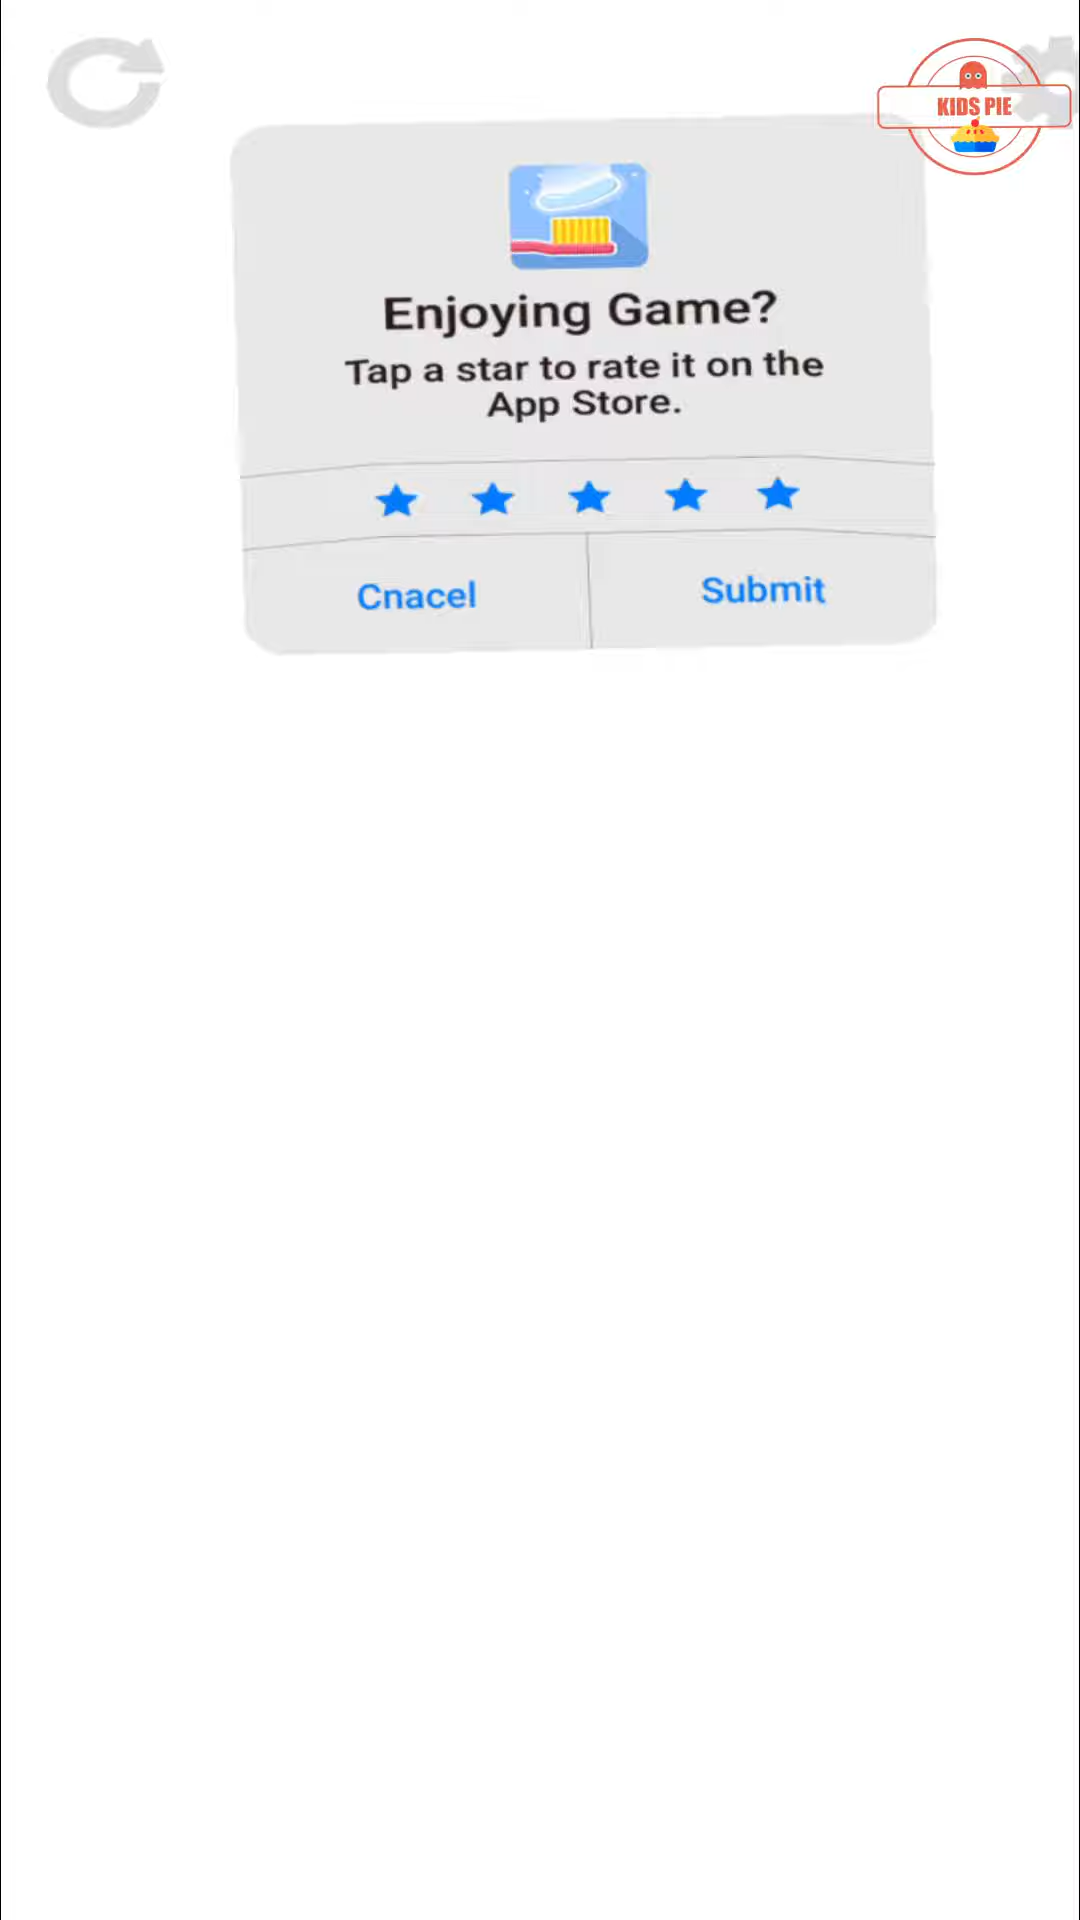 KIDS PIE
Enjoying Game?
Tap a star to rate it on the
App Store.
Cnacel
Submit